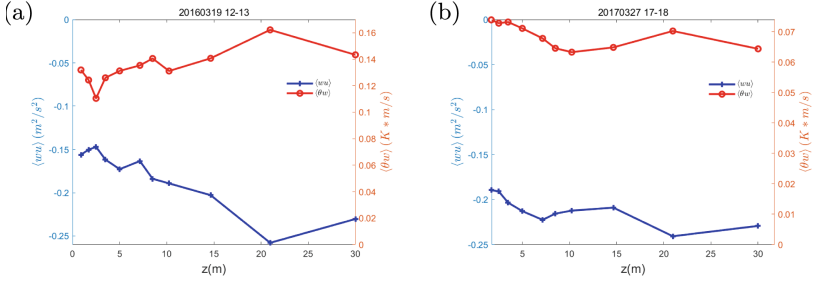 (a)
20160319 12-13
0
-0.05
-0.1
-0.15
-0.2
-0.25
⟨wu⟩ (m²/s²)
0.16
0.14
0.12
0.1
0.08
0.06
0.04
0.02
0
⟨θw⟩ (K * m/s)
⟨wu⟩
⟨θw⟩
0 5 10 15 20 25 30
z(m)
(b)
20170327 17-18
0
-0.05
-0.1
-0.15
-0.2
-0.25
⟨wu⟩ (m²/s²)
0.07
0.06
0.05
0.04
0.03
0.02
0.01
0
⟨θw⟩ (K * m/s)
⟨wu⟩
⟨θw⟩
5 10 15 20 25 30
z(m)